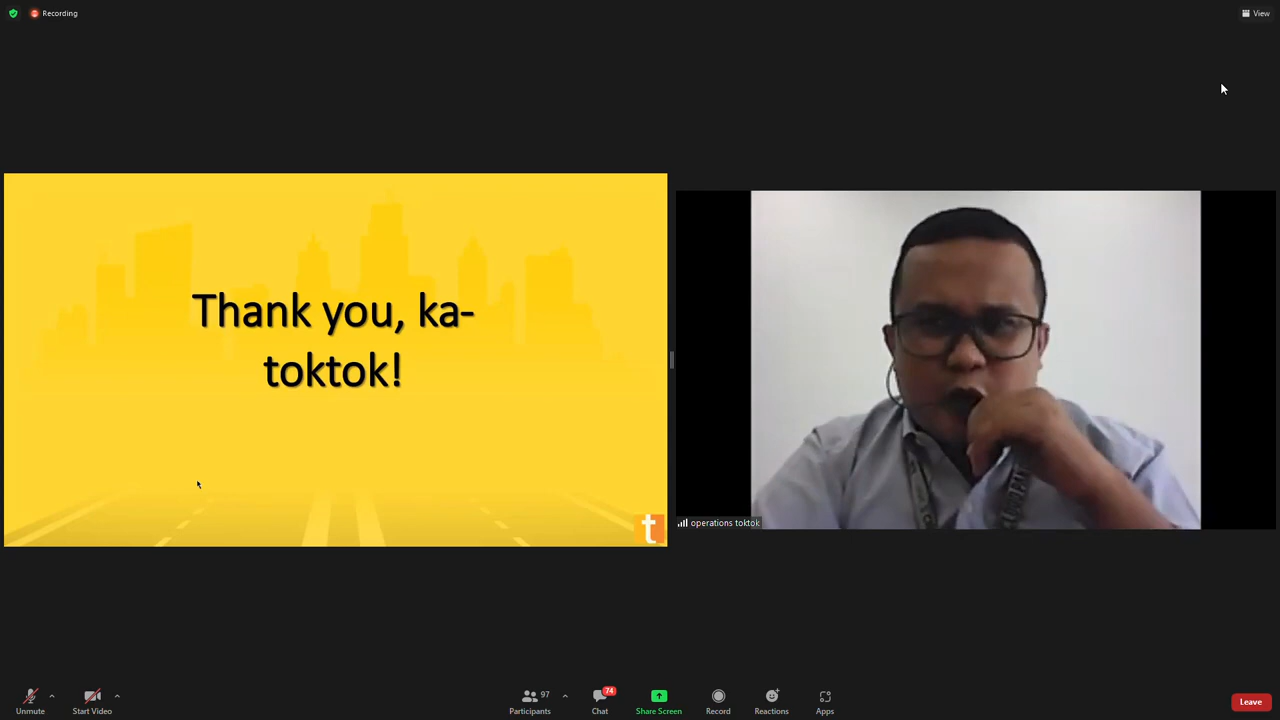 Recording
View
Thank you, ka-
toktok!
t
operations toktok
Unmute
Start Video
97
Participants
74
Chat
Share Screen
Record
Reactions
Apps
Leave